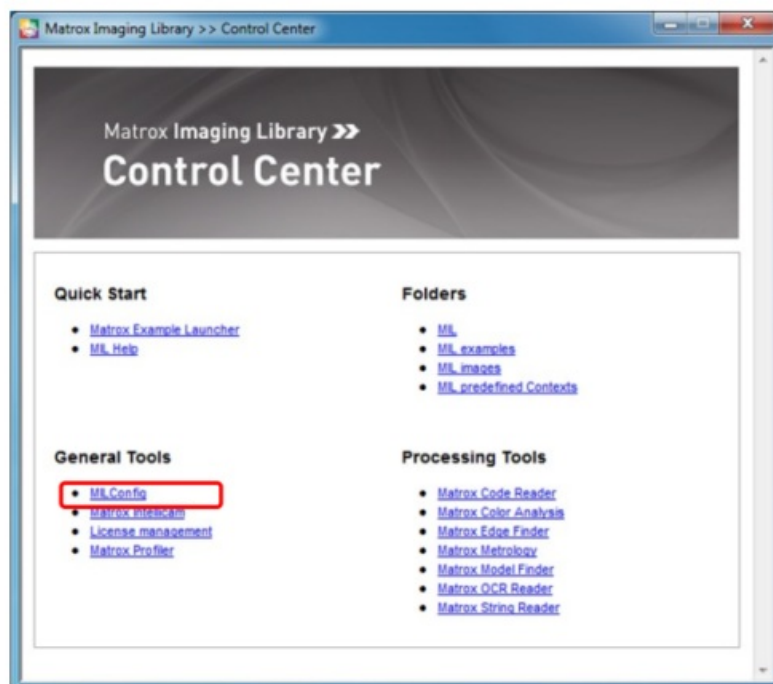 Matrox Imaging Library >> Control Center
Matrox Imaging Library >>
Control Center
Quick Start
Matrox Example Launcher
MIL Help
Folders
MIL
MIL examples
MIL images
MIL predefined Contexts
General Tools
MILConfig
Matrox Intellicam
License management
Matrox Profiler
Processing Tools
Matrox Code Reader
Matrox Color Analysis
Matrox Edge Finder
Matrox Metrology
Matrox Model Finder
Matrox OCR Reader
Matrox String Reader